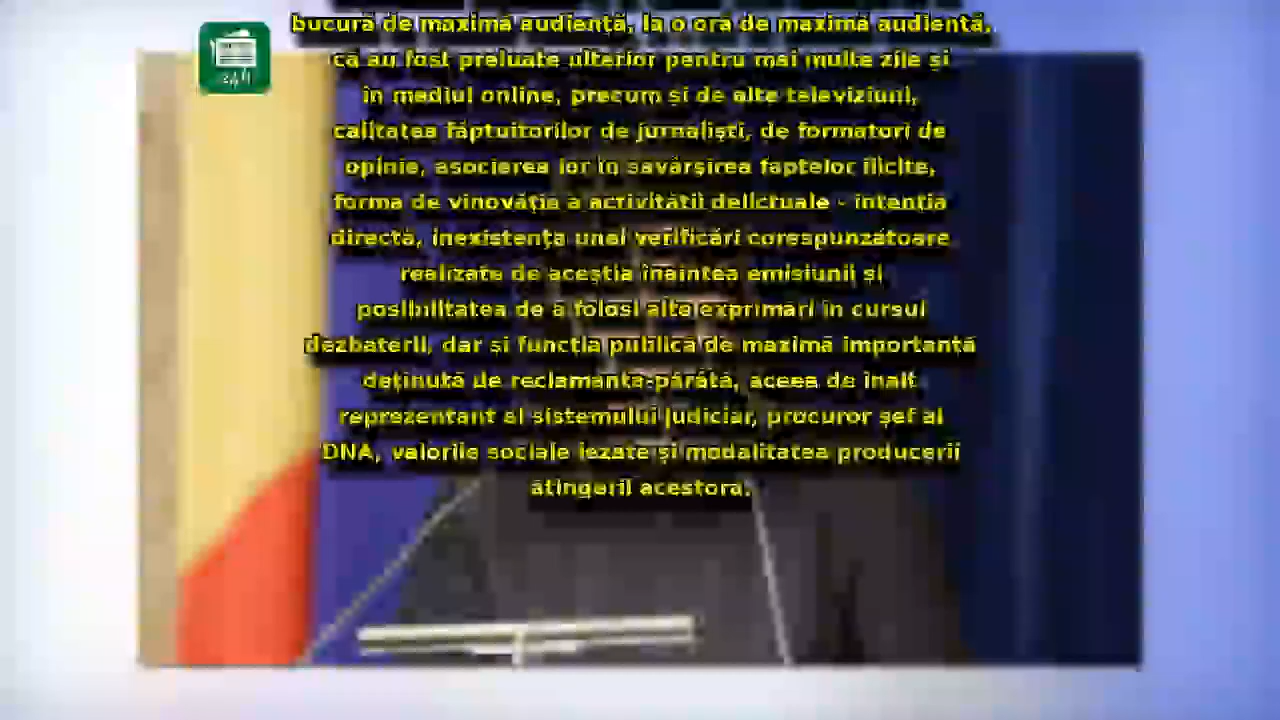 24h
bucură de maximă audiență, la o oră de maximă audiență,
că au fost preluate ulterior pentru mai multe zile și
în mediul online, precum și de alte televiziuni,
calitatea făptuitorilor de jurnaliști, de formatori de
opinie, asocierea lor în săvârșirea faptelor ilicite,
forma de vinovăție a activității delictuale - intenția
directă, inexistența unei verificări corespunzătoare
realizate de aceștia înaintea emisiunii și
posibilitatea de a folosi alte exprimări în cursul
dezbaterii, dar și funcția publică de maximă importanță
deținută de reclamanta-pârâtă, aceea de înalt
reprezentant al sistemului judiciar, procuror șef al
DNA, valorile sociale lezate și modalitatea producerii
atingerii acestora.